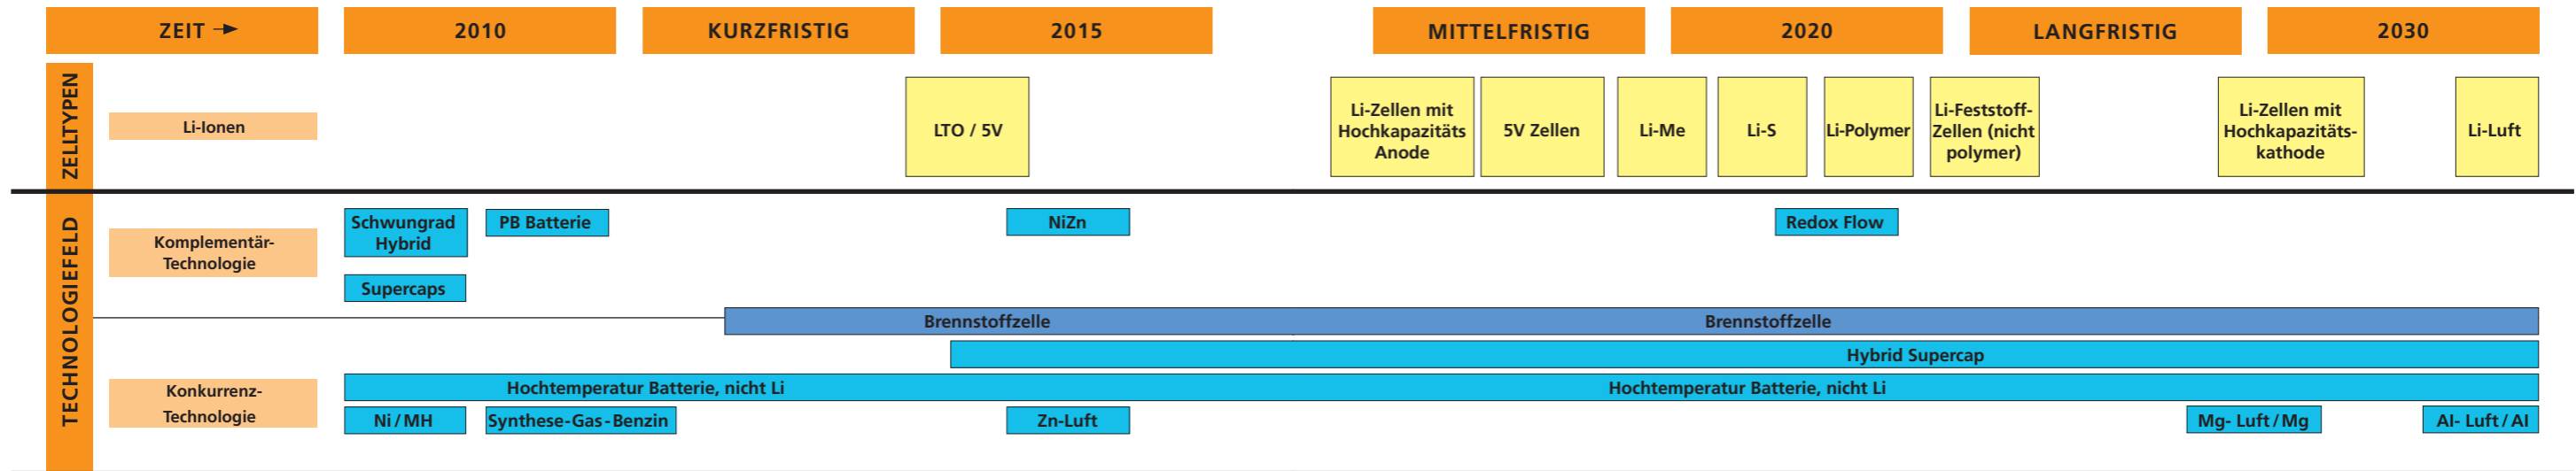 ZEIT →
2010
KURZFRISTIG
2015
MITTELFRISTIG
2020
LANGFRISTIG
2030
ZELLTYPEN
Li-Ionen
LTO / 5V
Li-Zellen mit
Hochkapazitäts
Anode
5V Zellen
Li-Me
Li-S
Li-Polymer
Li-Feststoff-
Zellen (nicht
polymer)
Li-Zellen mit
Hochkapazitäts-
kathode
Li-Luft
TECHNOLOGIEFELD
Komplementär-
Technologie
Schwungrad
Hybrid
PB Batterie
NiZn
Redox Flow
Supercaps
Brennstoffzelle
Brennstoffzelle
Hybrid Supercap
Konkurrenz-
Technologie
Hochtemperatur Batterie, nicht Li
Hochtemperatur Batterie, nicht Li
Ni/MH
Synthese-Gas-Benzin
Zn-Luft
Mg- Luft/Mg
Al- Luft/Al